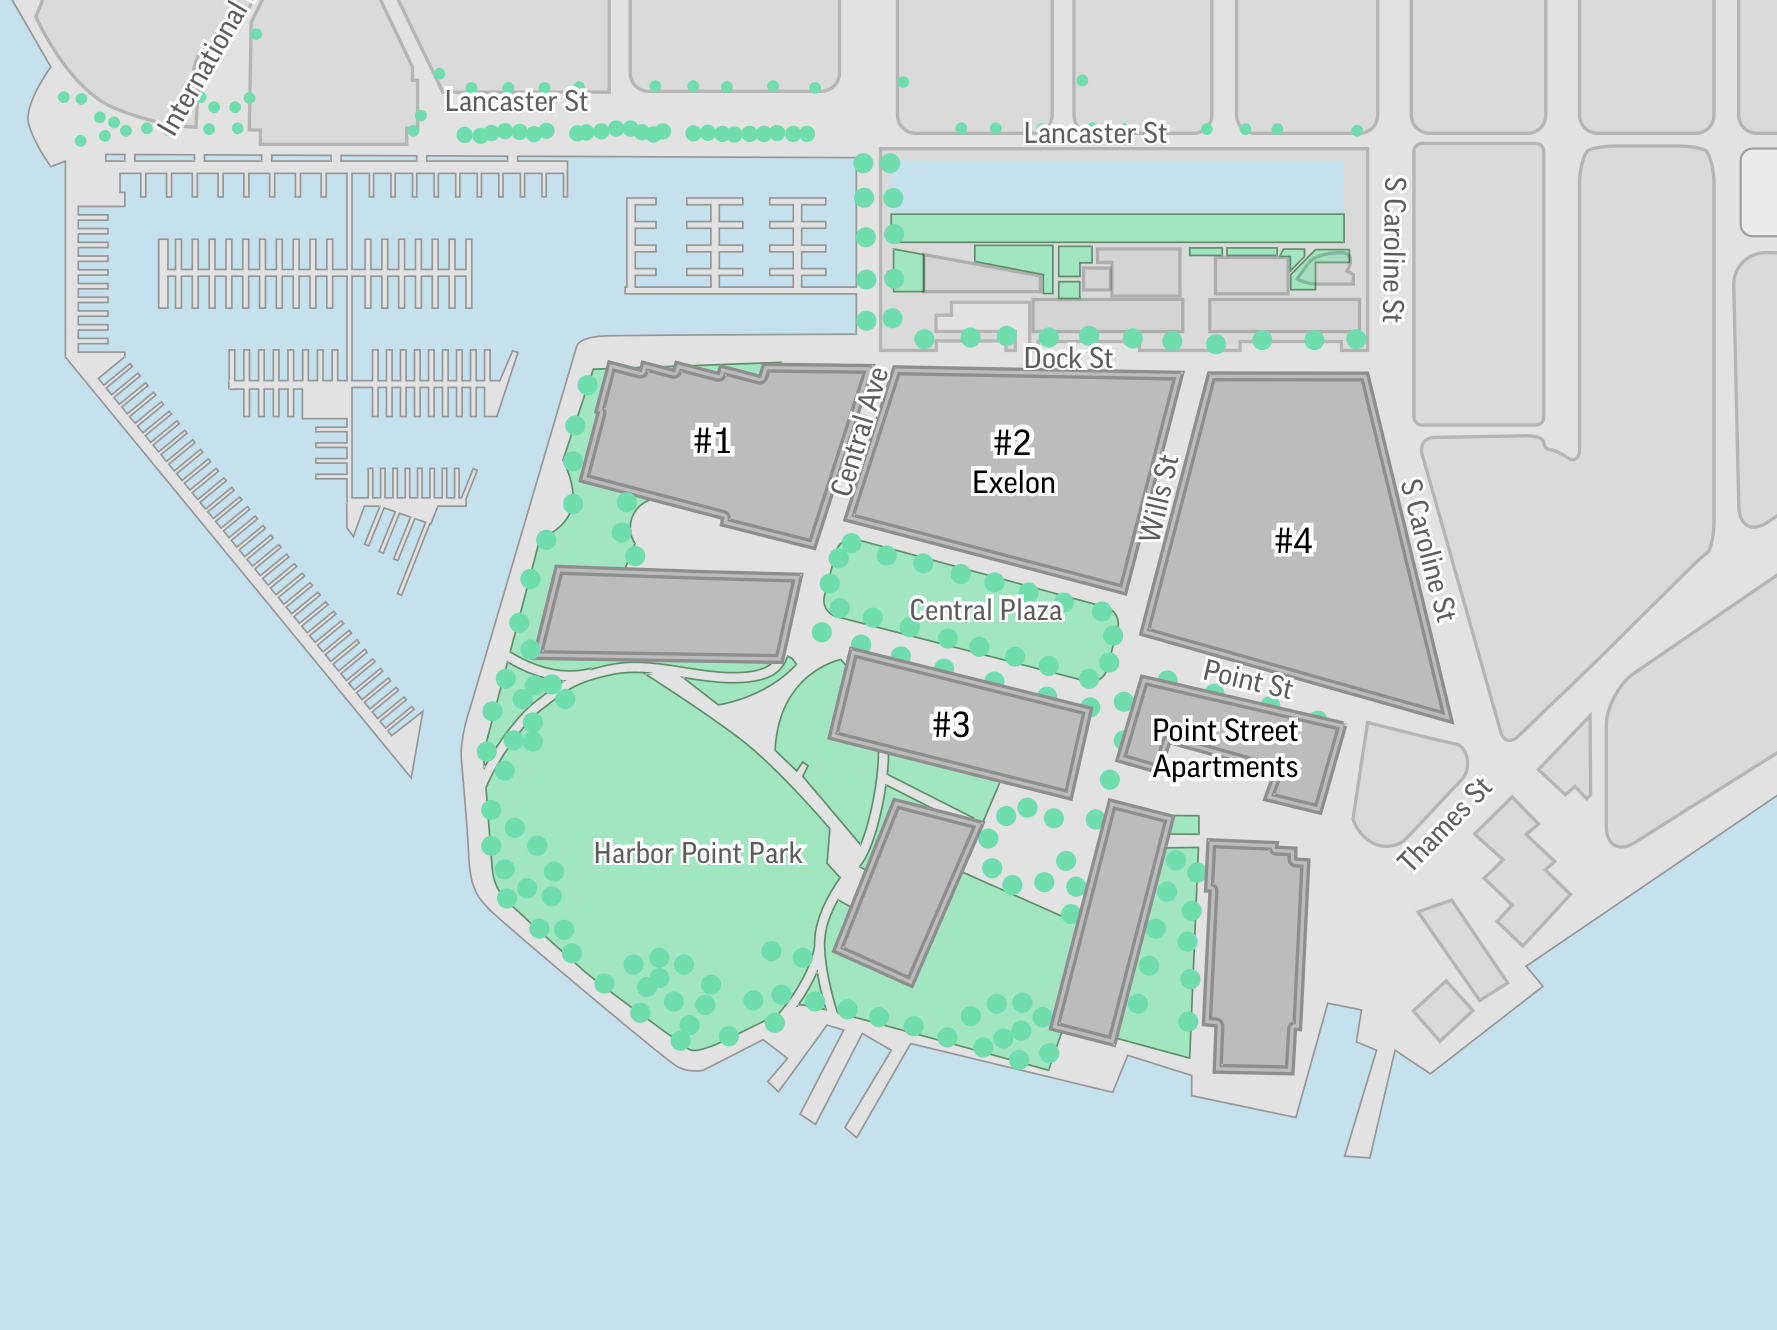 International
Lancaster St
Lancaster St
S Caroline St
Dock St
Central Ave
#1
#2
Exelon
Wills St
S Caroline St
#4
Central Plaza
Point St
#3
Point Street
Apartments
Thames St
Harbor Point Park